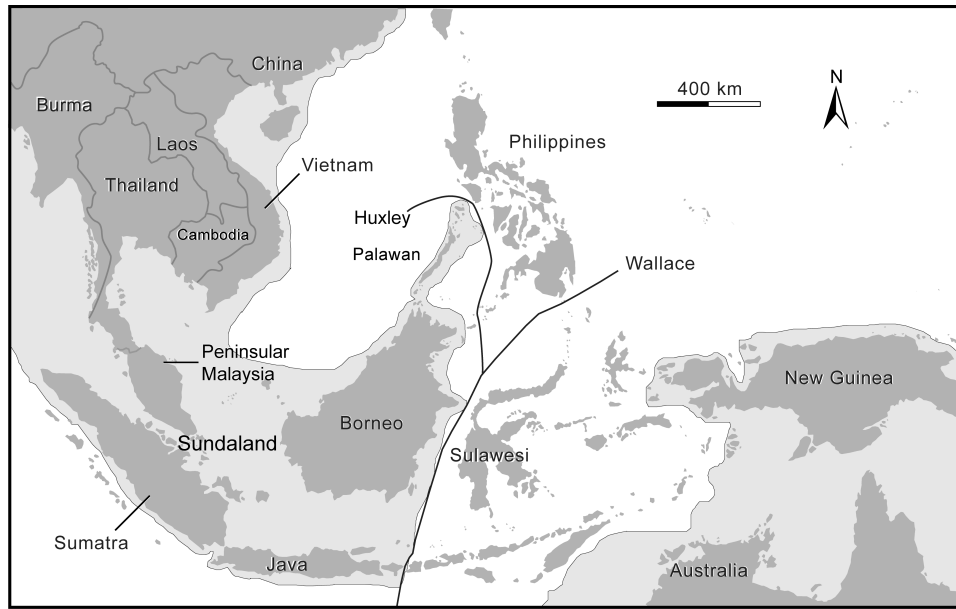 China
Burma
400 km
N
Laos
Philippines
Vietnam
Thailand
Huxley
Cambodia
Palawan
Wallace
Peninsular
Malaysia
New Guinea
Borneo
Sundaland
Sulawesi
Sumatra
Java
Australia